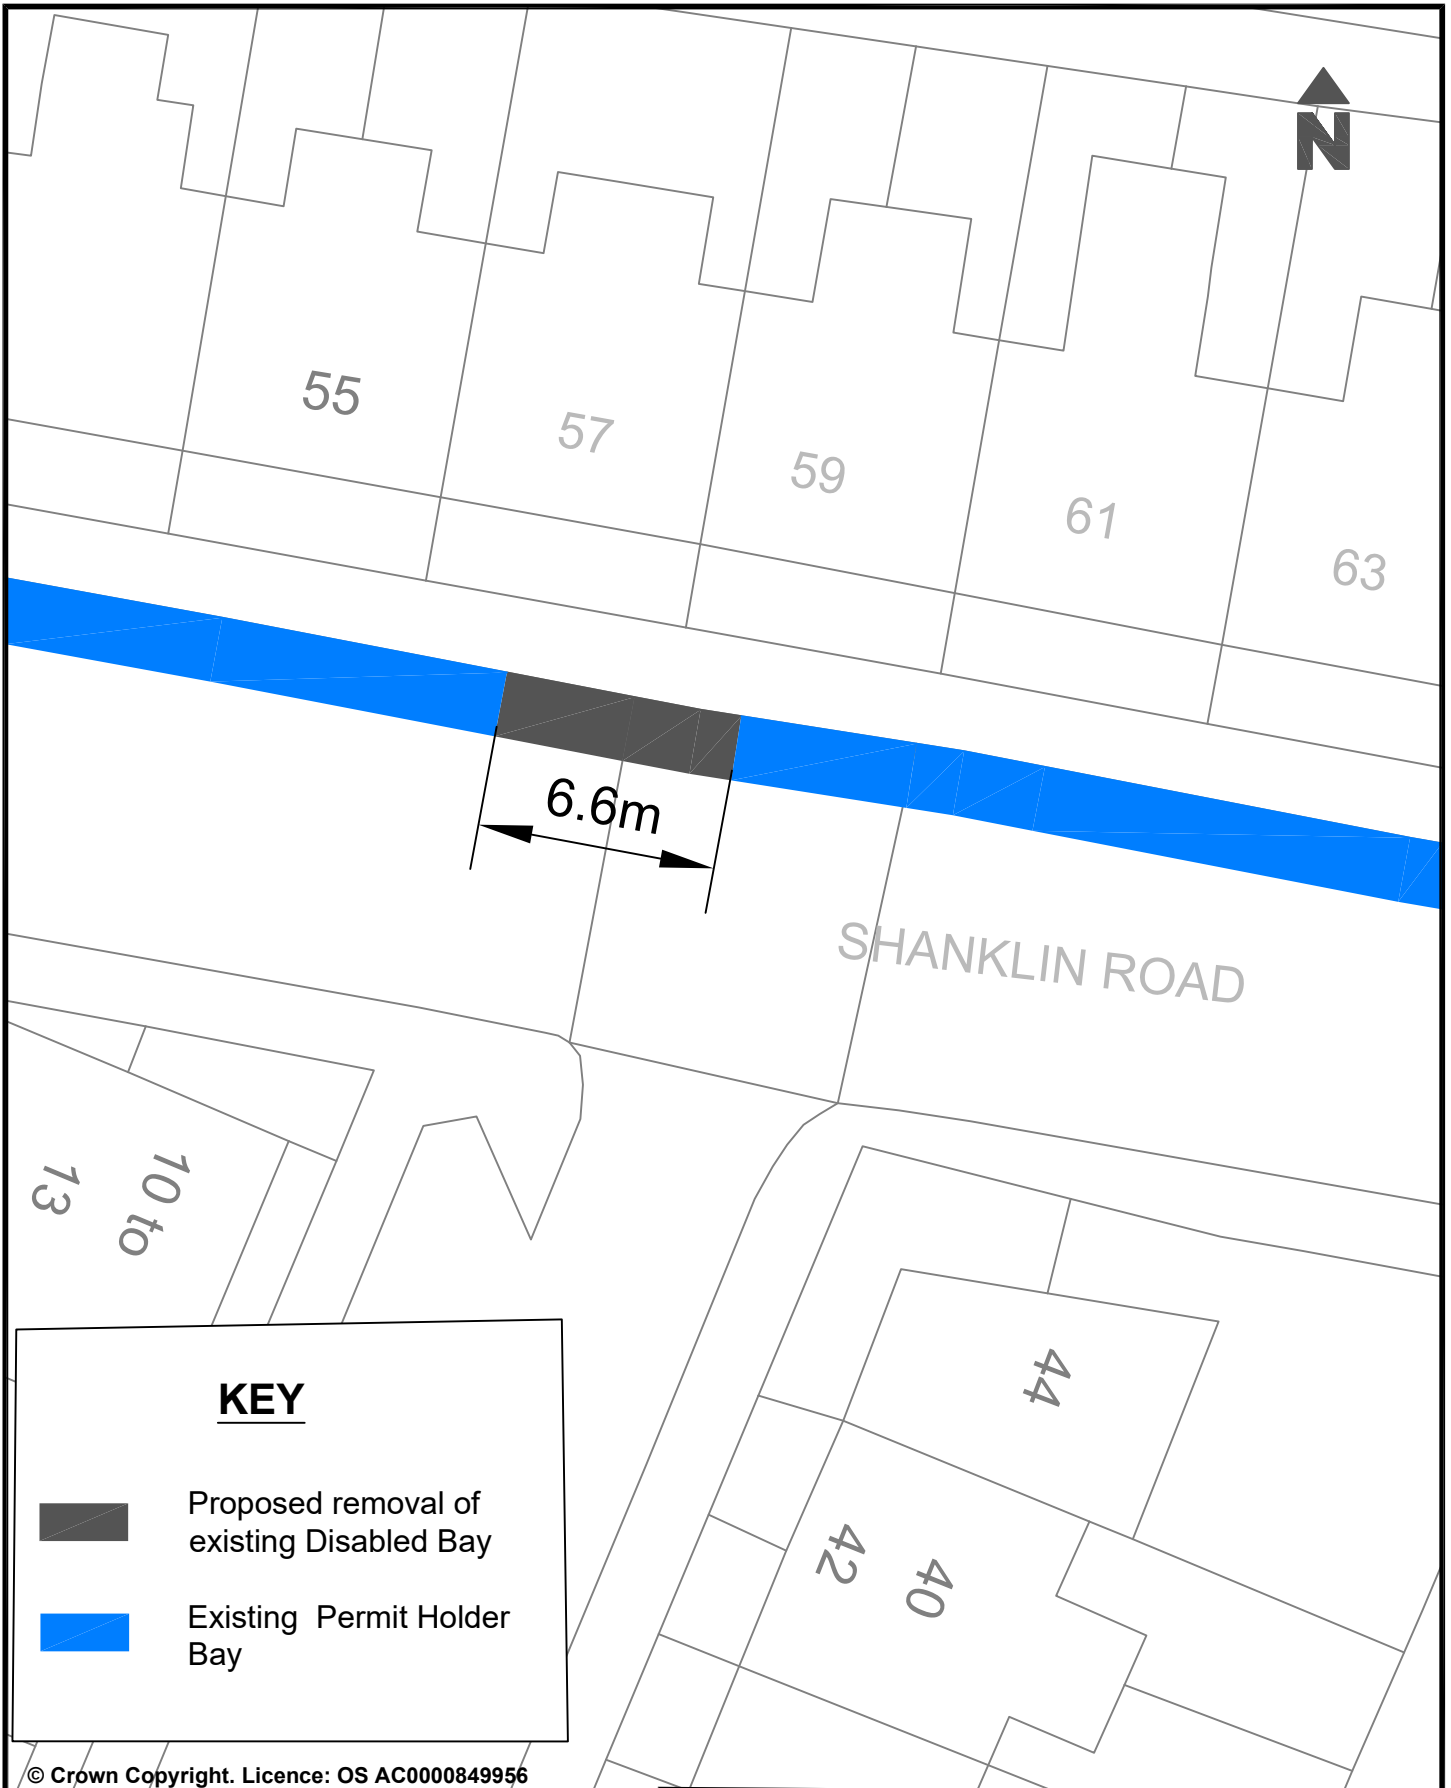 N
55
57
59
61
63
6.6m
SHANKLIN ROAD
10 to
13
44
42
40
KEY
Proposed removal of
existing Disabled Bay
Existing  Permit Holder
Bay
© Crown Copyright. Licence: OS AC0000849956